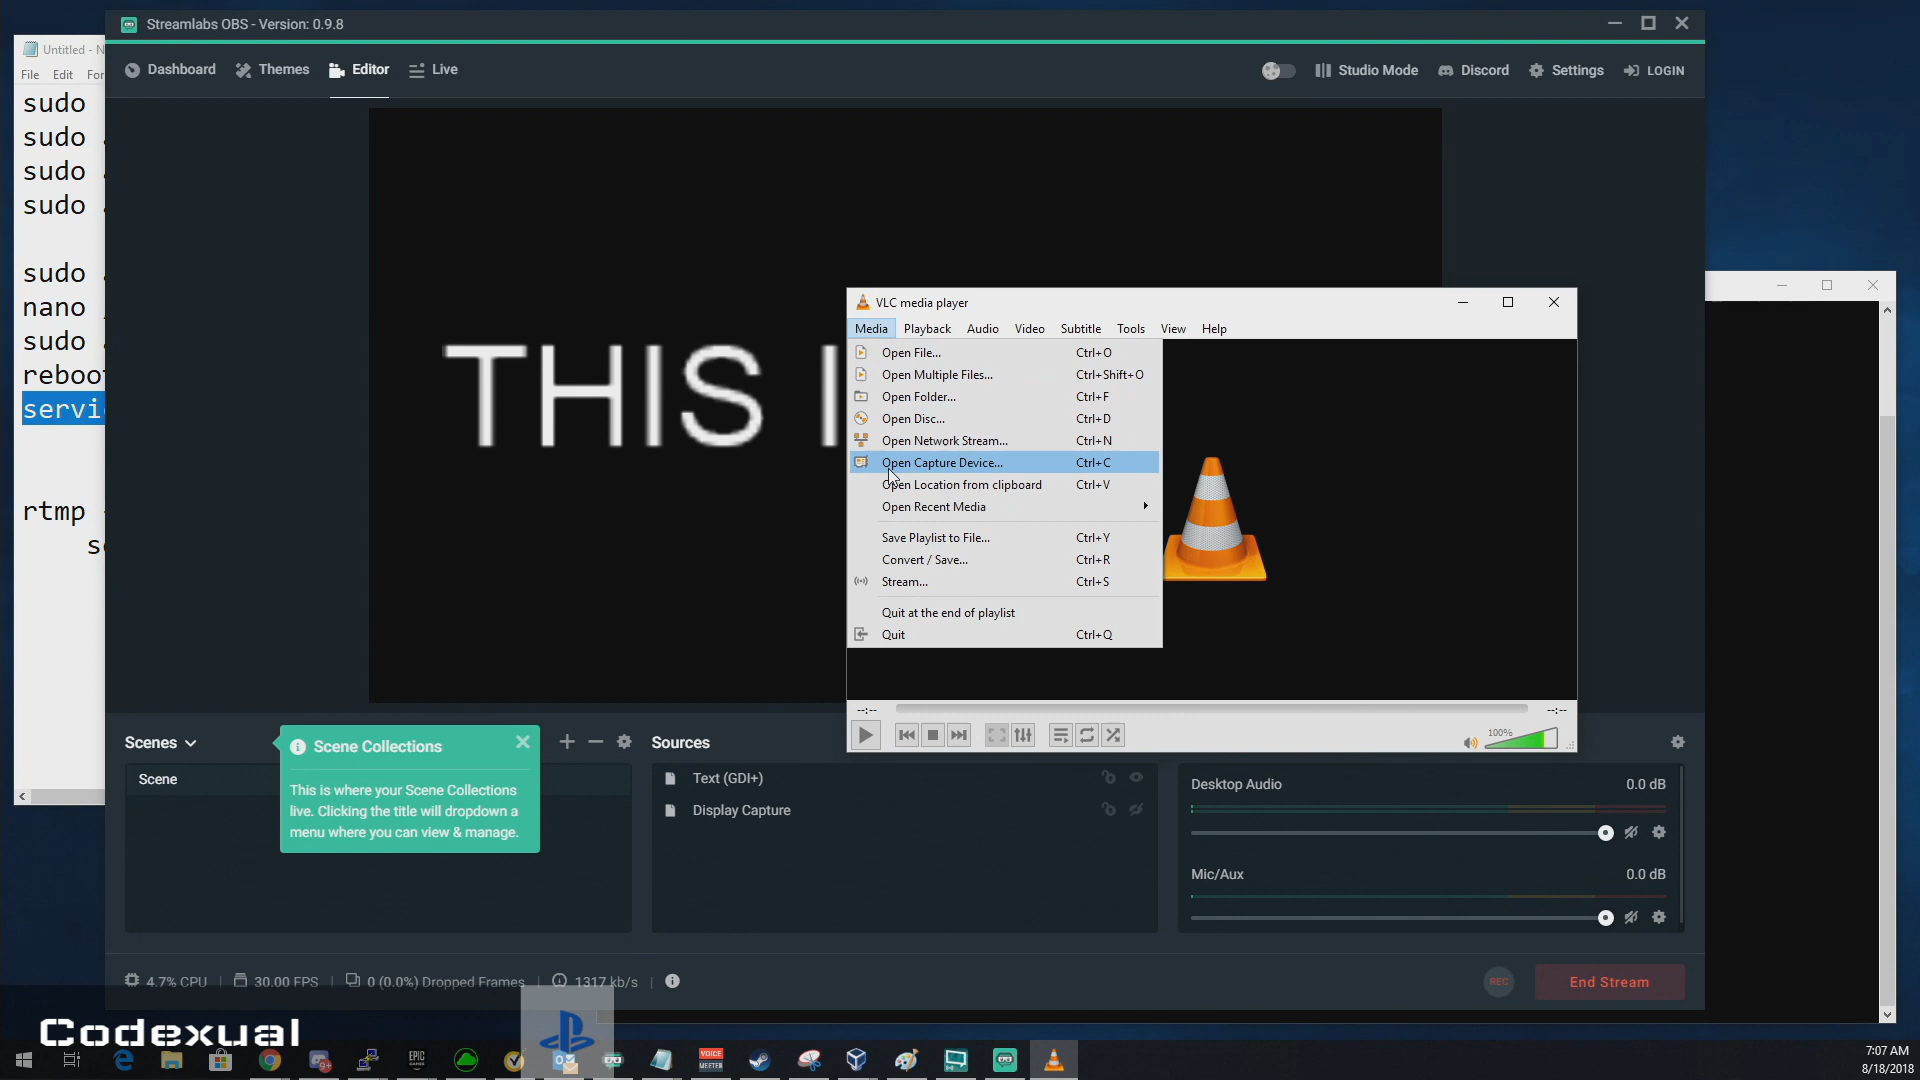 Streamlabs OBS - Version: 0.9.8
Untitled - N
File Edit For
Dashboard Themes Editor Live
Studio Mode Discord Settings LOGIN
sudo
sudo
sudo
sudo
sudo
nano
sudo
reboot
servi
rtmp
THIS I
VLC media player
Media Playback Audio Video Subtitle Tools View Help
Open File... Ctrl+O
Open Multiple Files... Ctrl+Shift+O
Open Folder... Ctrl+F
Open Disc... Ctrl+D
Open Network Stream... Ctrl+N
Open Capture Device... Ctrl+C
Open Location from clipboard Ctrl+V
Open Recent Media
Save Playlist to File... Ctrl+Y
Convert / Save... Ctrl+R
Stream... Ctrl+S
Quit at the end of playlist
Quit Ctrl+Q
--:-- --:--
100%
Scenes
Scene
Scene Collections
This is where your Scene Collections
live. Clicking the title will dropdown a
menu where you can view & manage.
Sources
Text (GDI+)
Display Capture
Desktop Audio 0.0 dB
Mic/Aux 0.0 dB
4.7% CPU 30.00 FPS 0 (0.0%) Dropped Frames 1317 kb/s
REC End Stream
Codexual
EPIC
GAMES
9+
VOICE
MEETER
7:07 AM
8/18/2018